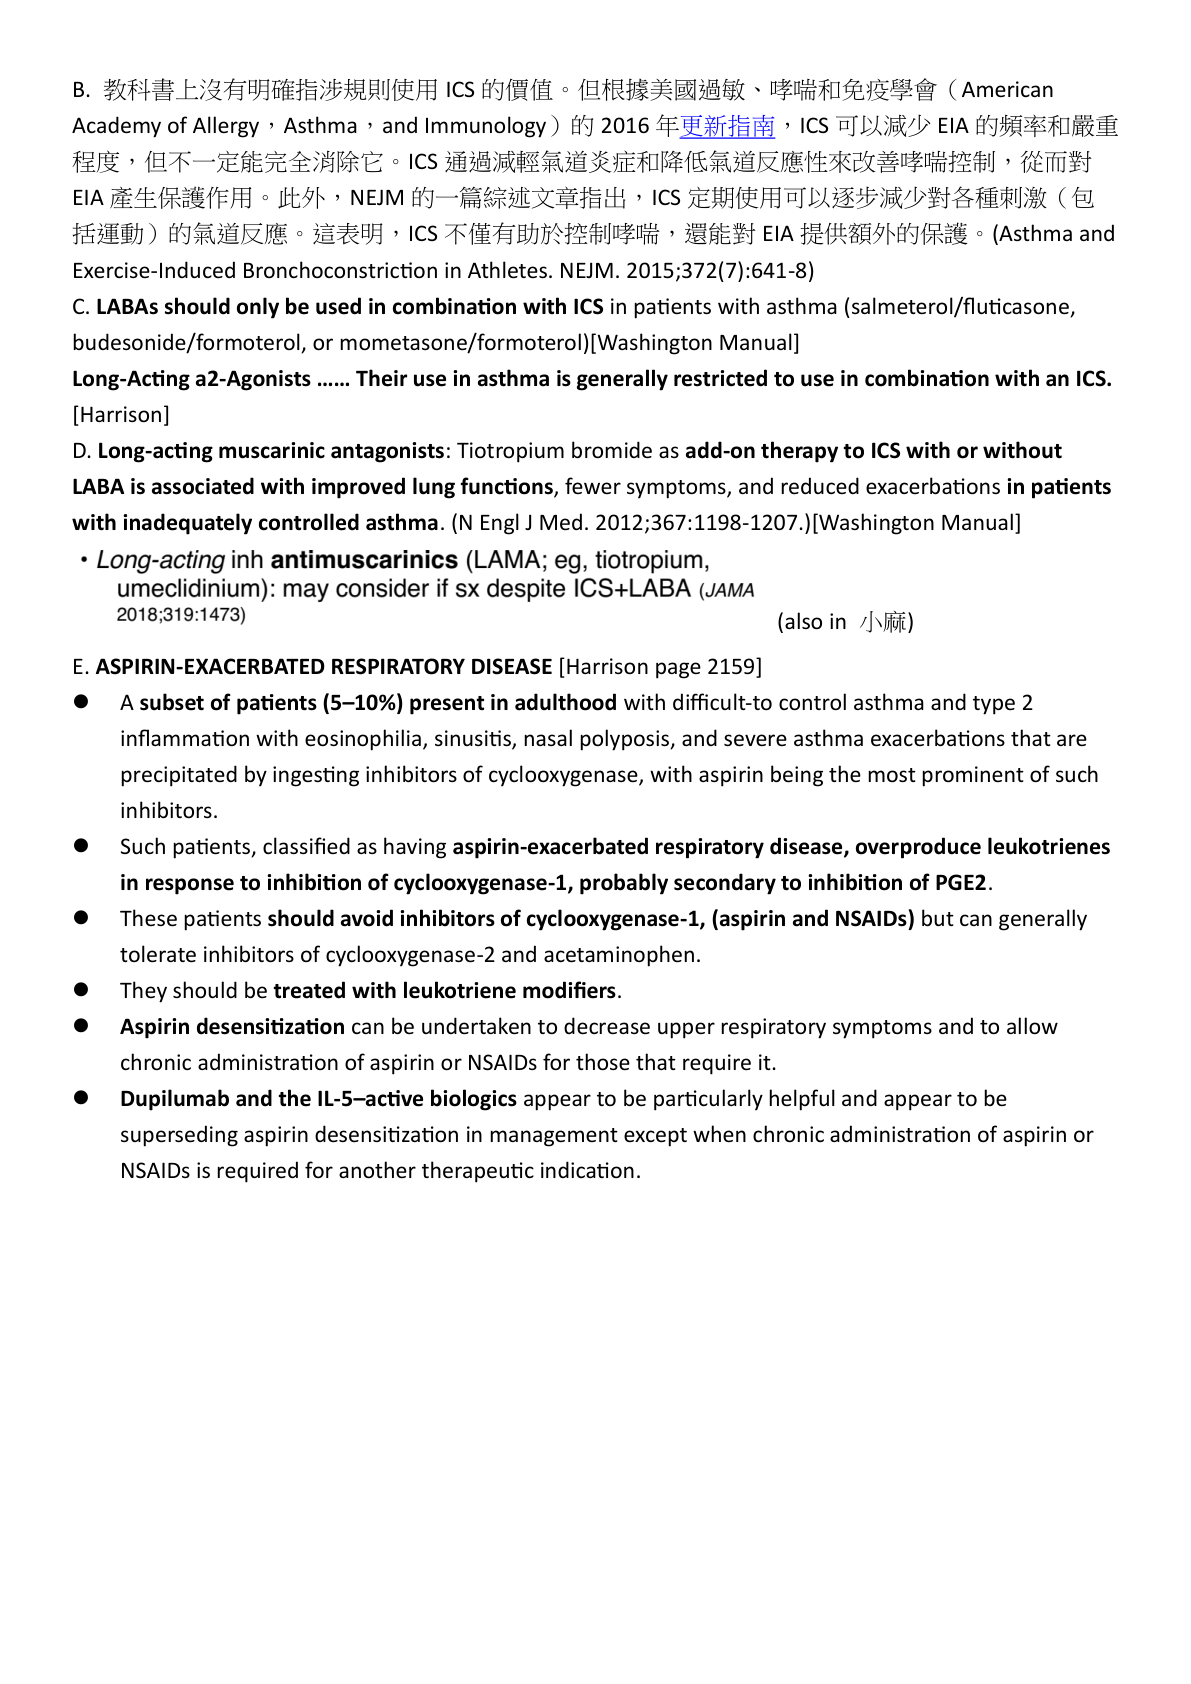 B. 教科書上沒有明確指涉規則使用 ICS 的價值。但根據美國過敏、哮喘和免疫學會（American
Academy of Allergy，Asthma，and Immunology）的 2016 年更新指南，ICS 可以減少 EIA 的頻率和嚴重
程度，但不一定能完全消除它。ICS 通過減輕氣道炎症和降低氣道反應性來改善哮喘控制，從而對
EIA 產生保護作用。此外，NEJM 的一篇綜述文章指出，ICS 定期使用可以逐步減少對各種刺激（包
括運動）的氣道反應。這表明，ICS 不僅有助於控制哮喘，還能對 EIA 提供額外的保護。(Asthma and
Exercise-Induced Bronchoconstriction in Athletes. NEJM. 2015;372(7):641-8)
C. LABAs should only be used in combination with ICS in patients with asthma (salmeterol/fluticasone,
budesonide/formoterol, or mometasone/formoterol)[Washington Manual]
Long-Acting a2-Agonists …… Their use in asthma is generally restricted to use in combination with an ICS.
[Harrison]
D. Long-acting muscarinic antagonists: Tiotropium bromide as add-on therapy to ICS with or without
LABA is associated with improved lung functions, fewer symptoms, and reduced exacerbations in patients
with inadequately controlled asthma. (N Engl J Med. 2012;367:1198-1207.)[Washington Manual]
• Long-acting inh antimuscarinics (LAMA; eg, tiotropium,
umeclidinium): may consider if sx despite ICS+LABA (JAMA
2018;319:1473) (also in 小麻)
E. ASPIRIN-EXACERBATED RESPIRATORY DISEASE [Harrison page 2159]
● A subset of patients (5–10%) present in adulthood with difficult-to control asthma and type 2
inflammation with eosinophilia, sinusitis, nasal polyposis, and severe asthma exacerbations that are
precipitated by ingesting inhibitors of cyclooxygenase, with aspirin being the most prominent of such
inhibitors.
● Such patients, classified as having aspirin-exacerbated respiratory disease, overproduce leukotrienes
in response to inhibition of cyclooxygenase-1, probably secondary to inhibition of PGE2.
● These patients should avoid inhibitors of cyclooxygenase-1, (aspirin and NSAIDs) but can generally
tolerate inhibitors of cyclooxygenase-2 and acetaminophen.
● They should be treated with leukotriene modifiers.
● Aspirin desensitization can be undertaken to decrease upper respiratory symptoms and to allow
chronic administration of aspirin or NSAIDs for those that require it.
● Dupilumab and the IL-5–active biologics appear to be particularly helpful and appear to be
superseding aspirin desensitization in management except when chronic administration of aspirin or
NSAIDs is required for another therapeutic indication.